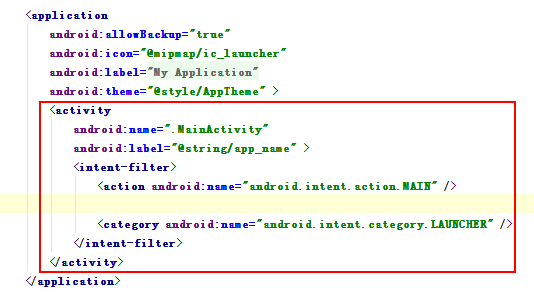 <application
android:allowBackup="true"
android:icon="@mipmap/ic_launcher"
android:label="My Application"
android:theme="@style/AppTheme" >
<activity
android:name=".MainActivity"
android:label="@string/app_name" >
<intent-filter>
<action android:name="android.intent.action.MAIN" />
<category android:name="android.intent.category.LAUNCHER" />
</intent-filter>
</activity>
</application>